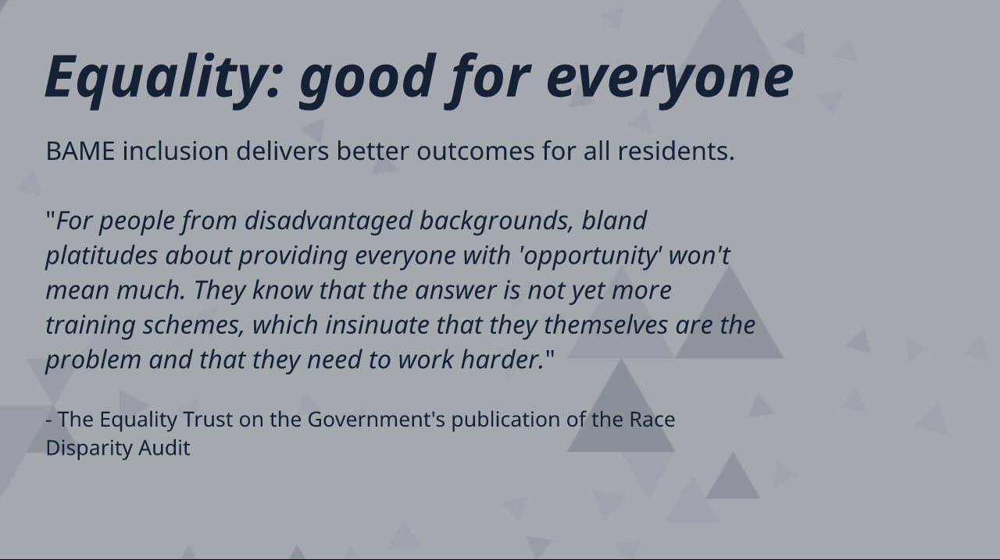 Equality: good for everyone
BAME inclusion delivers better outcomes for all residents.
"For people from disadvantaged backgrounds, bland
platitudes about providing everyone with 'opportunity' won't
mean much. They know that the answer is not yet more
training schemes, which insinuate that they themselves are the
problem and that they need to work harder."
- The Equality Trust on the Government's publication of the Race
Disparity Audit